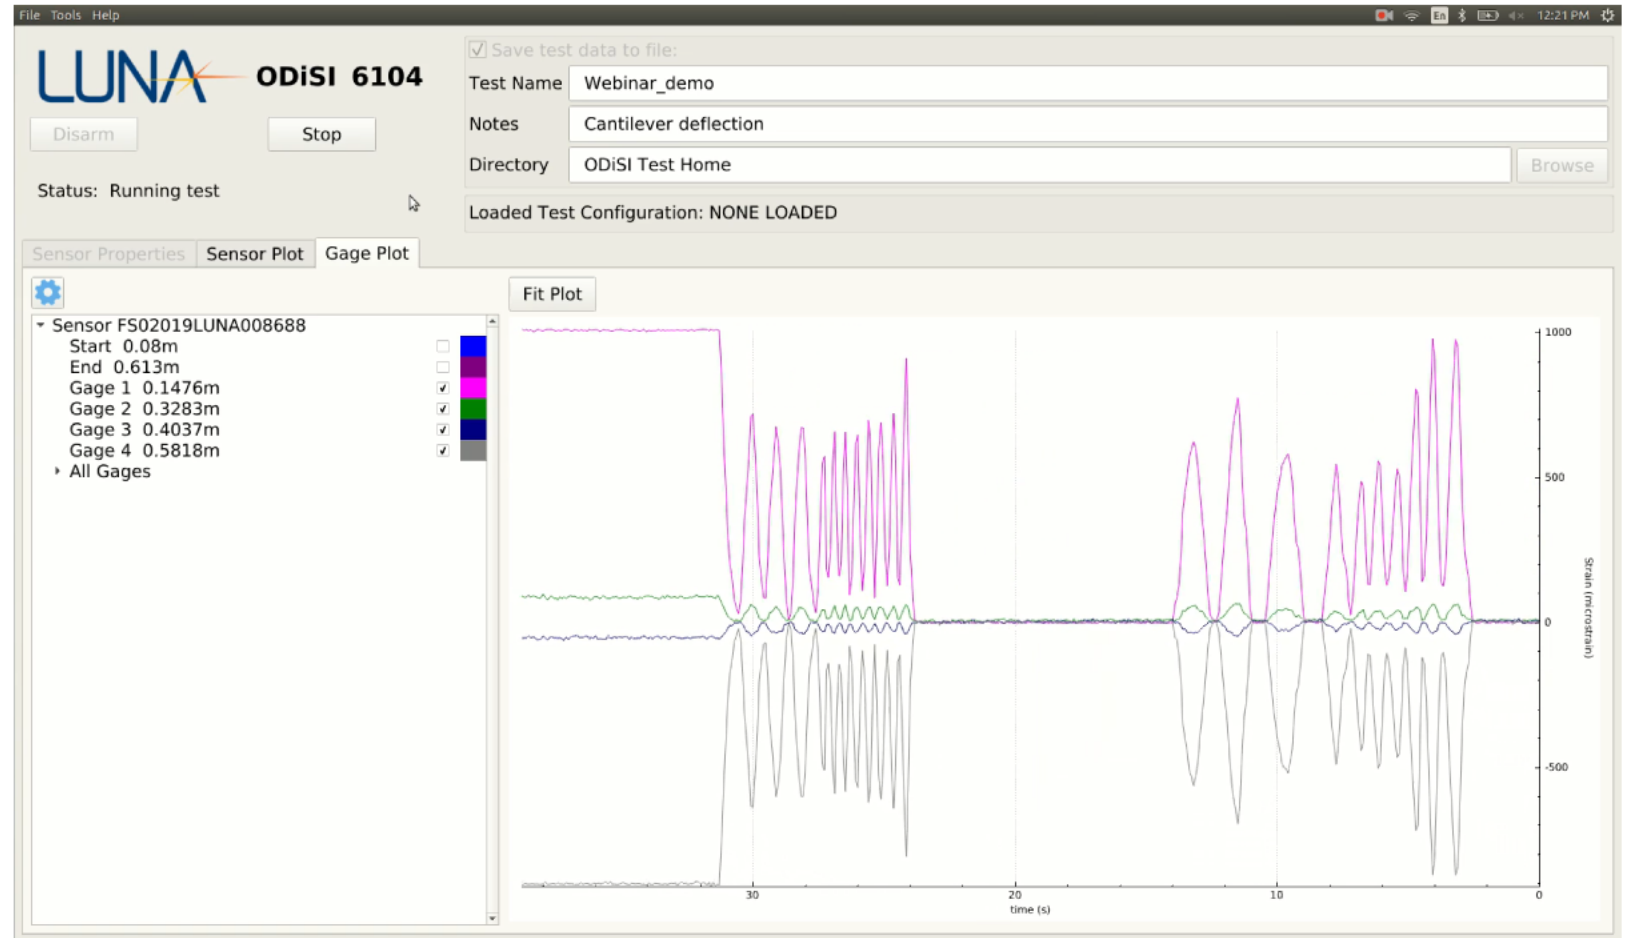 File Tools Help
En 12:21 PM
LUNA ODiSI 6104
Disarm Stop
Status: Running test
Save test data to file:
Test Name Webinar_demo
Notes Cantilever deflection
Directory ODiSI Test Home Browse
Loaded Test Configuration: NONE LOADED
Sensor Properties Sensor Plot Gage Plot
Fit Plot
Sensor FS02019LUNA008688
Start 0.08m
End 0.613m
Gage 1 0.1476m
Gage 2 0.3283m
Gage 3 0.4037m
Gage 4 0.5818m
All Gages
1000
500
0
-500
Strain (microstrain)
30 20 10 0
time (s)